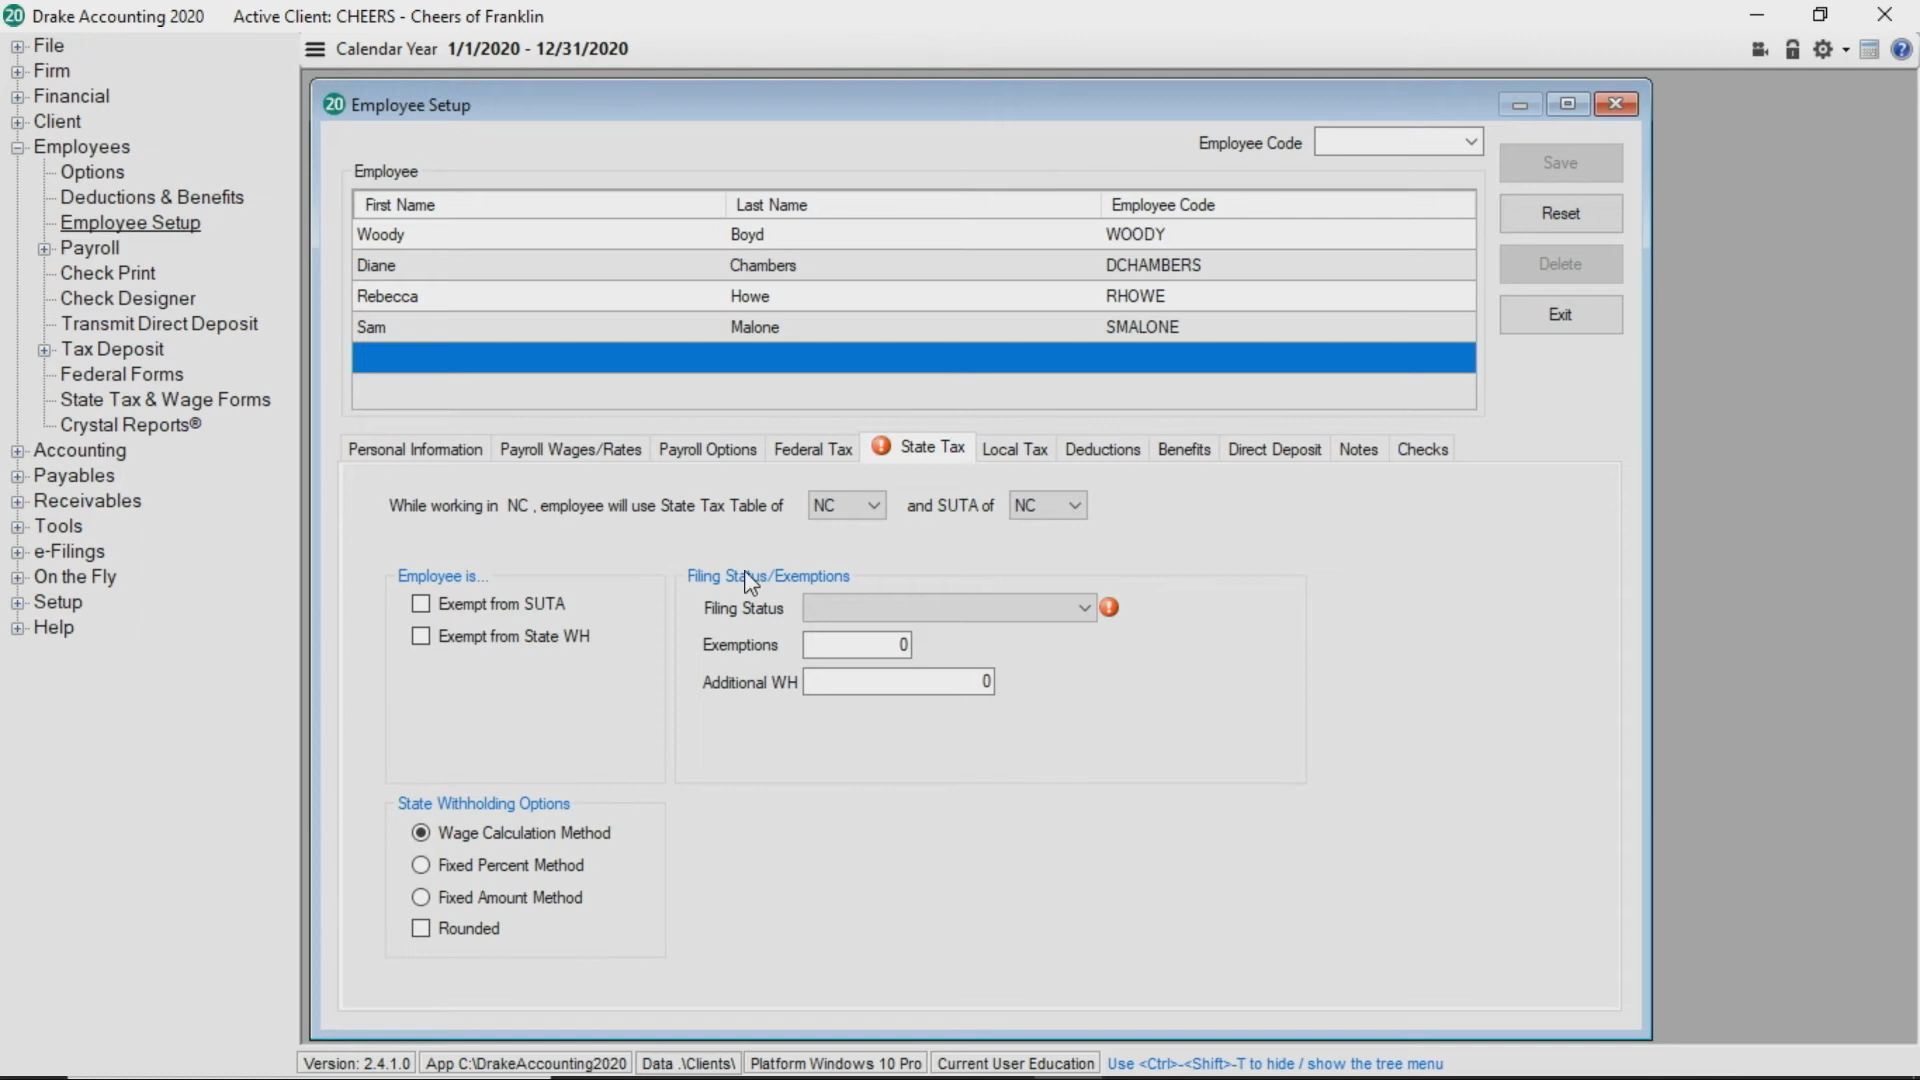 20 Drake Accounting 2020 Active Client: CHEERS - Cheers of Franklin
File
Calendar Year 1/1/2020 - 12/31/2020
Firm
Financial
Client
Employees
Options
Deductions & Benefits
Employee Setup
Payroll
Check Print
Check Designer
Transmit Direct Deposit
Tax Deposit
Federal Forms
State Tax & Wage Forms
Crystal Reports®
Accounting
Payables
Receivables
Tools
e-Filings
On the Fly
Setup
Help
20 Employee Setup
Employee Code
Employee
First Name Last Name Employee Code
Woody Boyd WOODY
Diane Chambers DCHAMBERS
Rebecca Howe RHOWE
Sam Malone SMALONE
Save
Reset
Delete
Exit
Personal Information Payroll Wages/Rates Payroll Options Federal Tax State Tax Local Tax Deductions Benefits Direct Deposit Notes Checks
While working in NC , employee will use State Tax Table of NC and SUTA of NC
Employee is...
Exempt from SUTA
Exempt from State WH
Filing Status/Exemptions
Filing Status
Exemptions 0
Additional WH 0
State Withholding Options
Wage Calculation Method
Fixed Percent Method
Fixed Amount Method
Rounded
Version: 2.4.1.0 App C:\DrakeAccounting2020 Data .\Clients\ Platform Windows 10 Pro Current User Education Use <Ctrl>-<Shift>-T to hide / show the tree menu